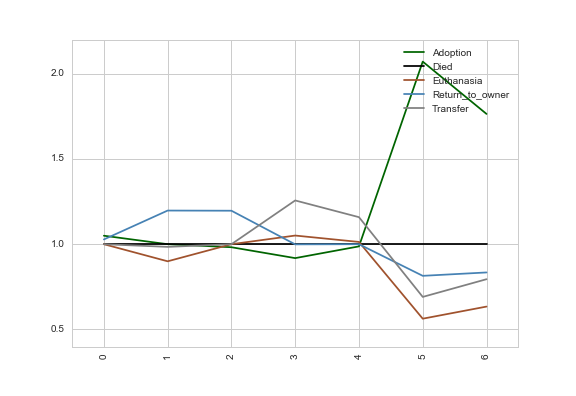 Adoption
Died
Euthanasia
Return_to_owner
Transfer
2.0
1.5
1.0
0.5
0 1 2 3 4 5 6